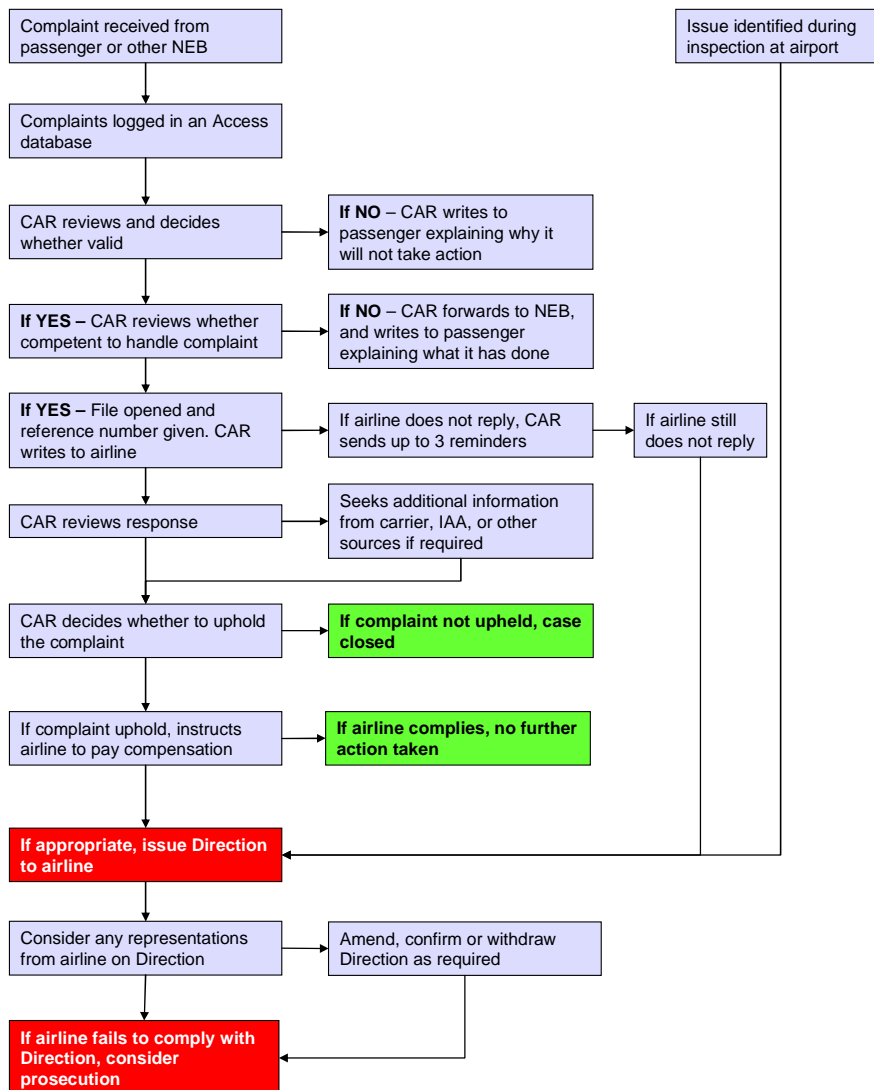 Complaint received from
passenger or other NEB
Issue identified during
inspection at airport
Complaints logged in an Access
database
CAR reviews and decides
whether valid
If NO – CAR writes to
passenger explaining why it
will not take action
If YES – CAR reviews whether
competent to handle complaint
If NO – CAR forwards to NEB,
and writes to passenger
explaining what it has done
If YES – File opened and
reference number given. CAR
writes to airline
If airline does not reply, CAR
sends up to 3 reminders
If airline still
does not reply
CAR reviews response
Seeks additional information
from carrier, IAA, or other
sources if required
CAR decides whether to uphold
the complaint
If complaint not upheld, case
closed
If complaint uphold, instructs
airline to pay compensation
If airline complies, no further
action taken
If appropriate, issue Direction
to airline
Consider any representations
from airline on Direction
Amend, confirm or withdraw
Direction as required
If airline fails to comply with
Direction, consider
prosecution